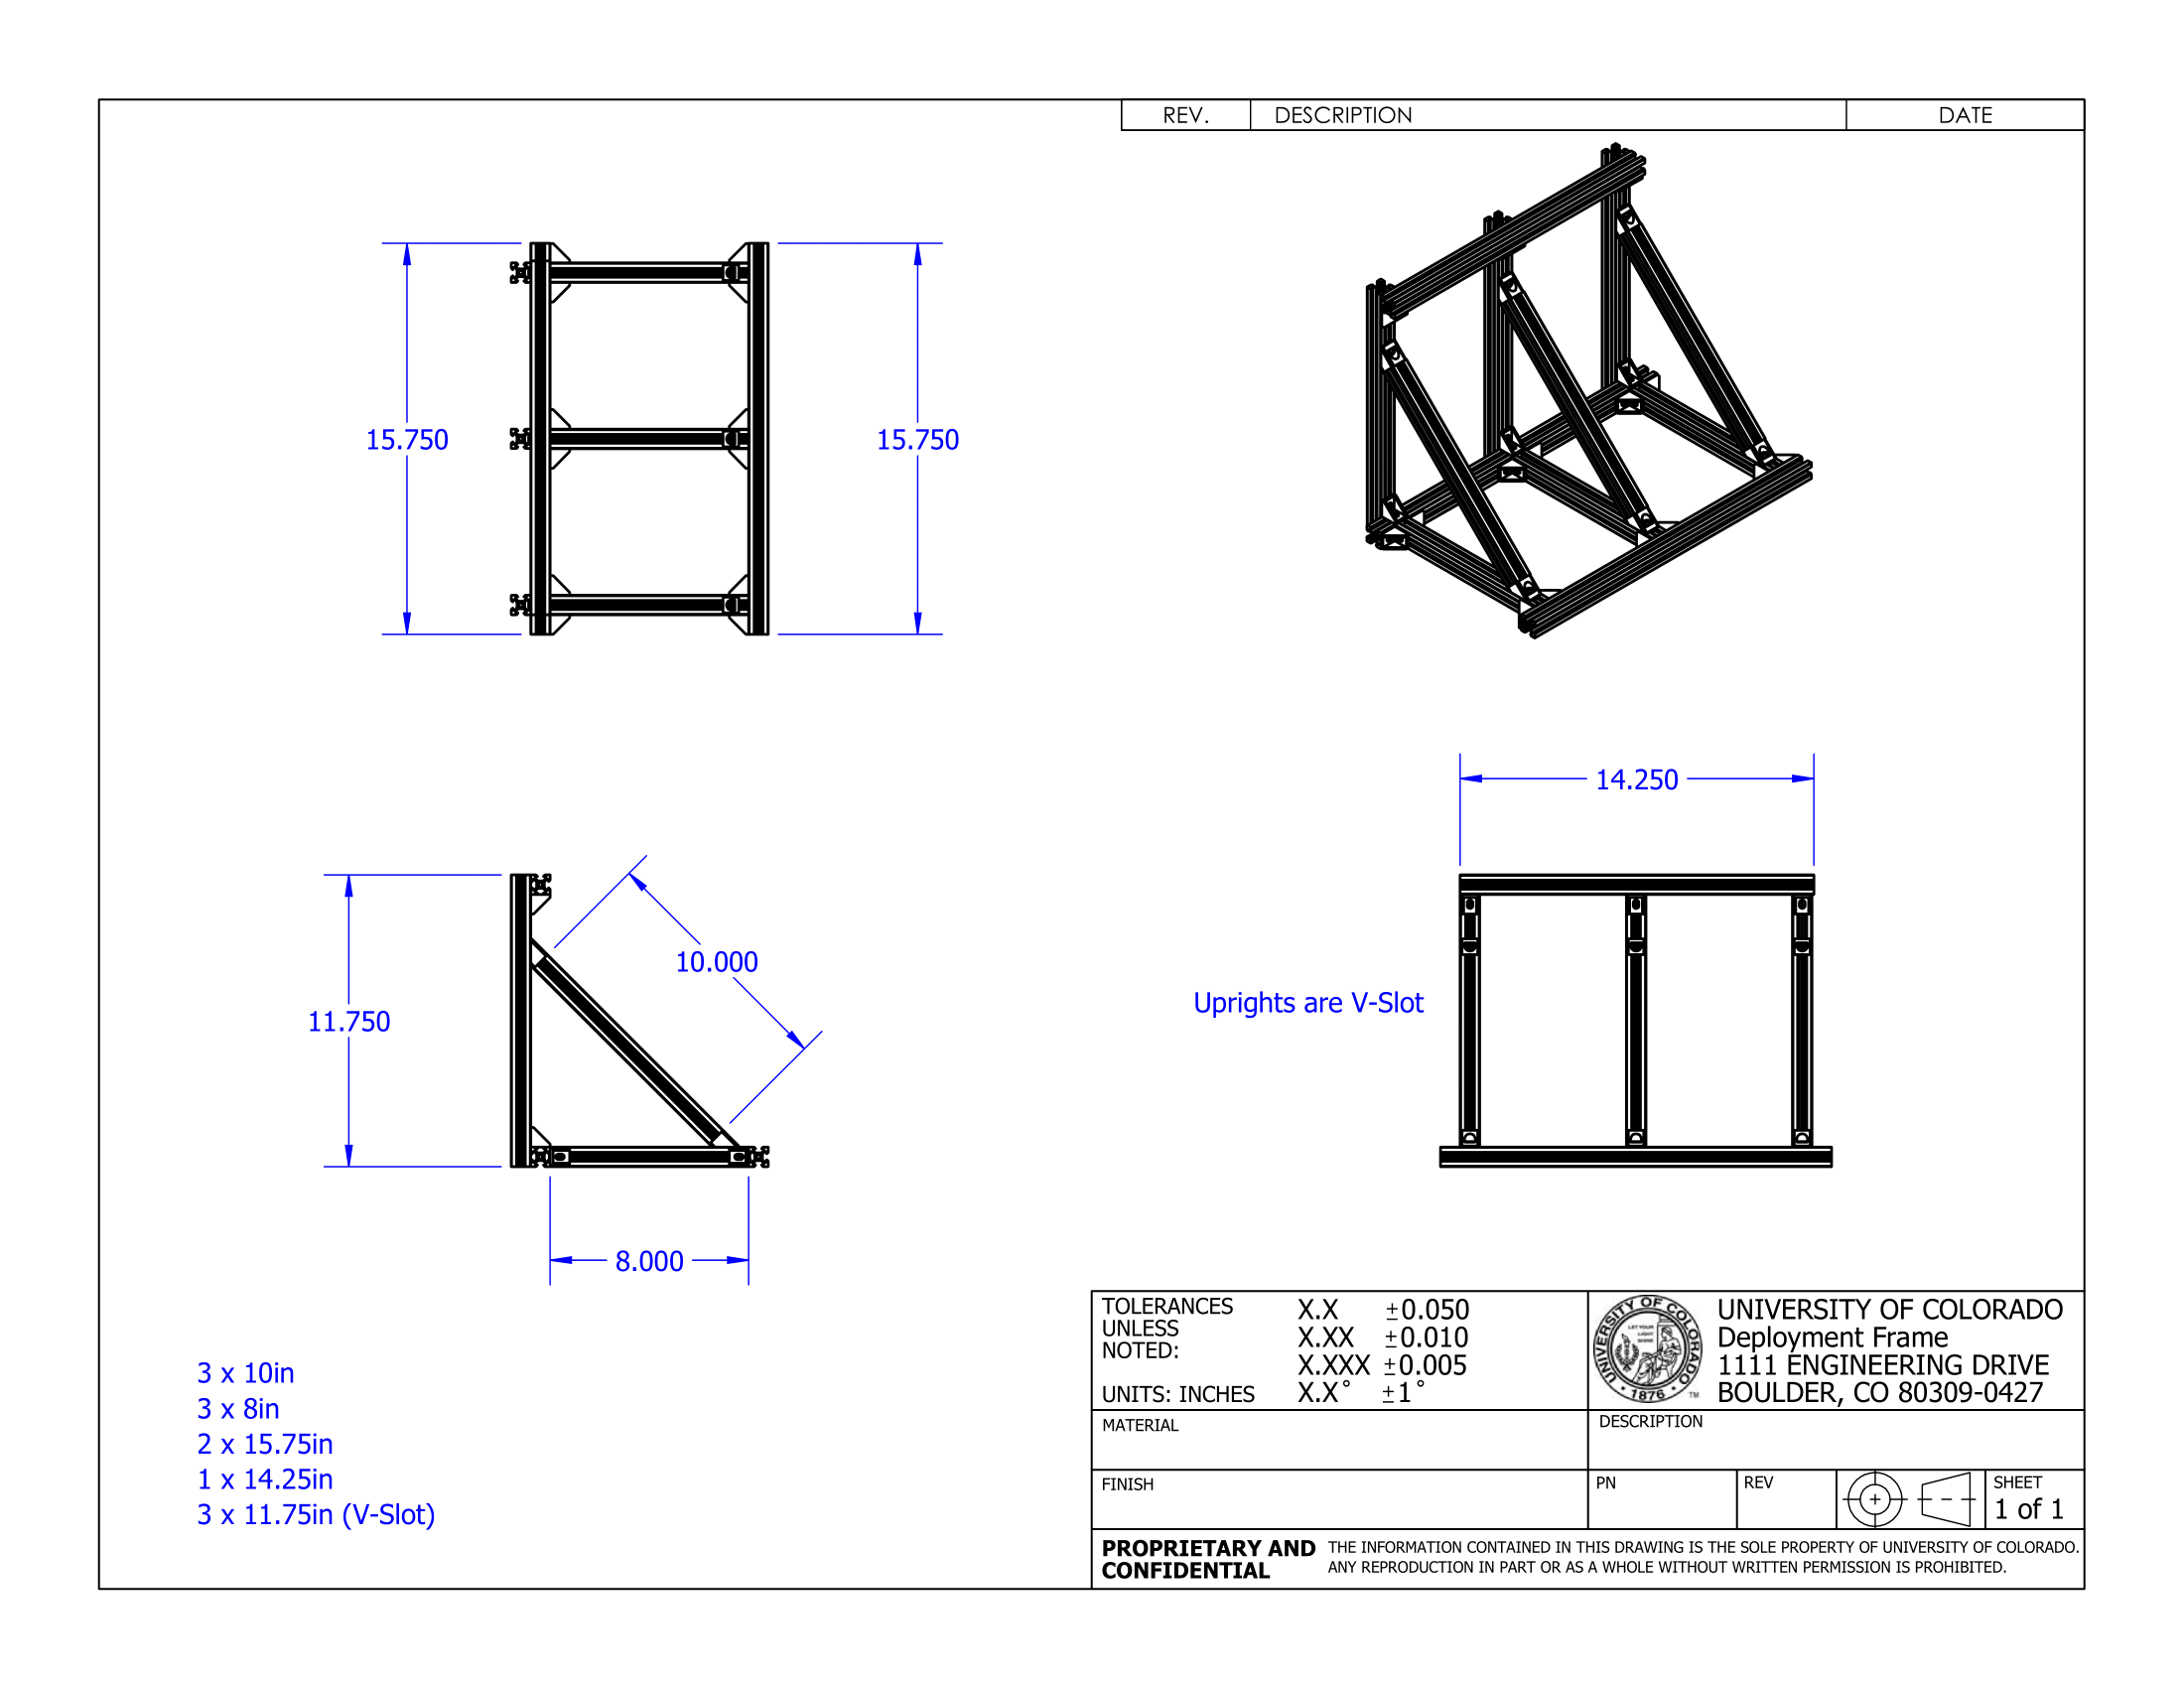 REV. DESCRIPTION DATE
15.750
15.750
14.250
11.750
10.000
8.000
Uprights are V-Slot
3 x 10in
3 x 8in
2 x 15.75in
1 x 14.25in
3 x 11.75in (V-Slot)
TOLERANCES
UNLESS
NOTED:
UNITS: INCHES
X.X ±0.050
X.XX ±0.010
X.XXX ±0.005
X.X° ±1°
UNIVERSITY OF COLORADO
LET YOUR
LIGHT
SHINE
1876
TM
UNIVERSITY OF COLORADO
Deployment Frame
1111 ENGINEERING DRIVE
BOULDER, CO 80309-0427
MATERIAL
DESCRIPTION
FINISH
PN
REV
SHEET
1 of 1
PROPRIETARY AND
CONFIDENTIAL
THE INFORMATION CONTAINED IN THIS DRAWING IS THE SOLE PROPERTY OF UNIVERSITY OF COLORADO.
ANY REPRODUCTION IN PART OR AS A WHOLE WITHOUT WRITTEN PERMISSION IS PROHIBITED.